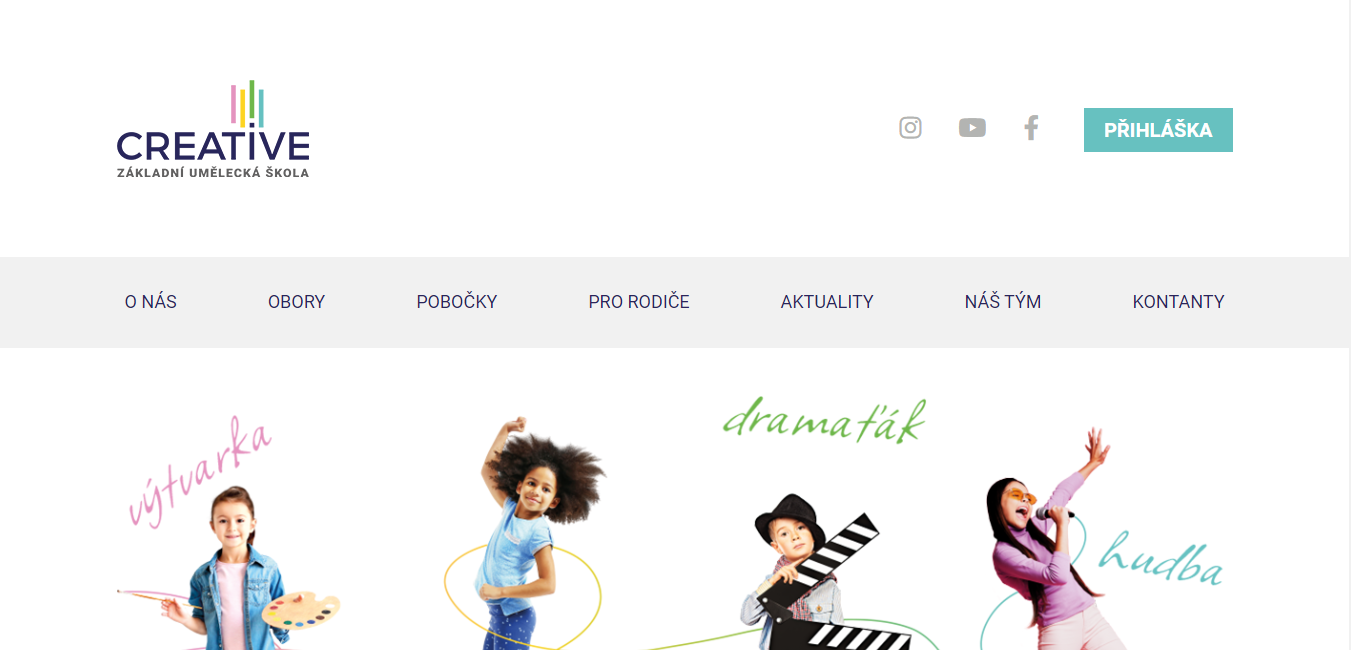 CREATIVE
ZÁKLADNÍ UMĚLECKÁ ŠKOLA
PŘIHLÁŠKA
O NÁS
OBORY
POBOČKY
PRO RODIČE
AKTUALITY
NÁŠ TÝM
KONTANTY
výtvarka
dramaťák
hudba